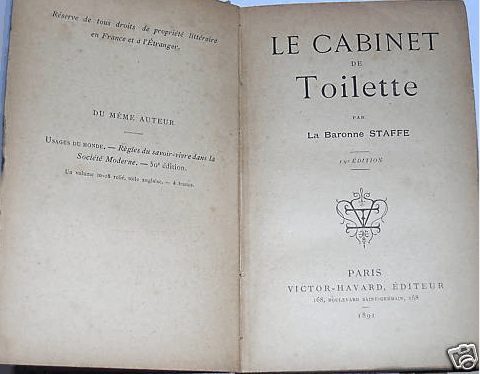 Réserve de tous droits de propriété littéraire
en France et à l'Étranger.
DU MÊME AUTEUR
USAGES DU MONDE. — Règles du savoir-vivre dans la
Société Moderne. — 50e édition.
Un volume in-18 relié, toile anglaise, — 4 francs.
LE CABINET
DE
Toilette
PAR
La Baronne STAFFE
ÉDITION
PARIS
VICTOR-HAVARD, ÉDITEUR
168, BOULEVARD SAINT-GERMAIN, 168
1891